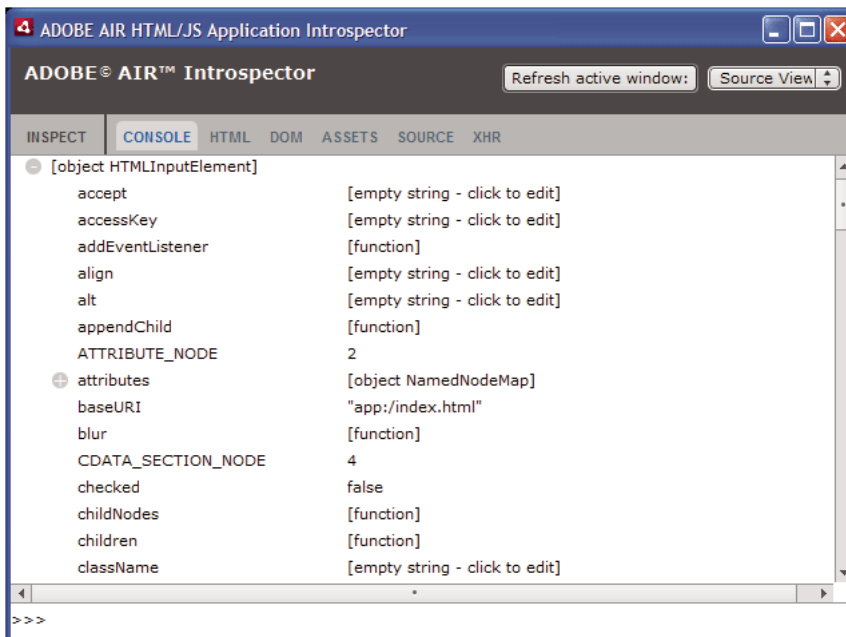 ADOBE AIR HTML/JS Application Introspector
ADOBE© AIR™ Introspector
Refresh active window:
Source View
INSPECT CONSOLE HTML DOM ASSETS SOURCE XHR
[object HTMLInputElement]
accept [empty string - click to edit]
accessKey [empty string - click to edit]
addEventListener [function]
align [empty string - click to edit]
alt [empty string - click to edit]
appendChild [function]
ATTRIBUTE_NODE 2
attributes [object NamedNodeMap]
baseURI "app:/index.html"
blur [function]
CDATA_SECTION_NODE 4
checked false
childNodes [function]
children [function]
className [empty string - click to edit]
>>>